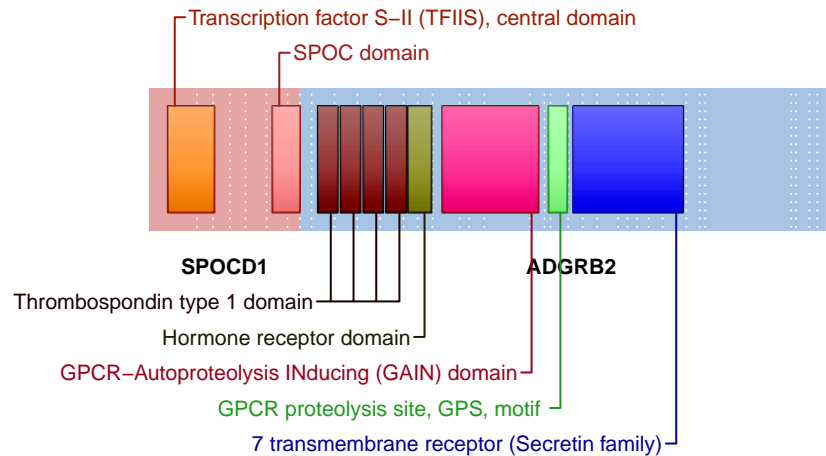 Transcription factor S−II (TFIIS), central domain
SPOC domain
SPOCD1
ADGRB2
Thrombospondin type 1 domain
Hormone receptor domain
GPCR−Autoproteolysis INducing (GAIN) domain
GPCR proteolysis site, GPS, motif
7 transmembrane receptor (Secretin family)